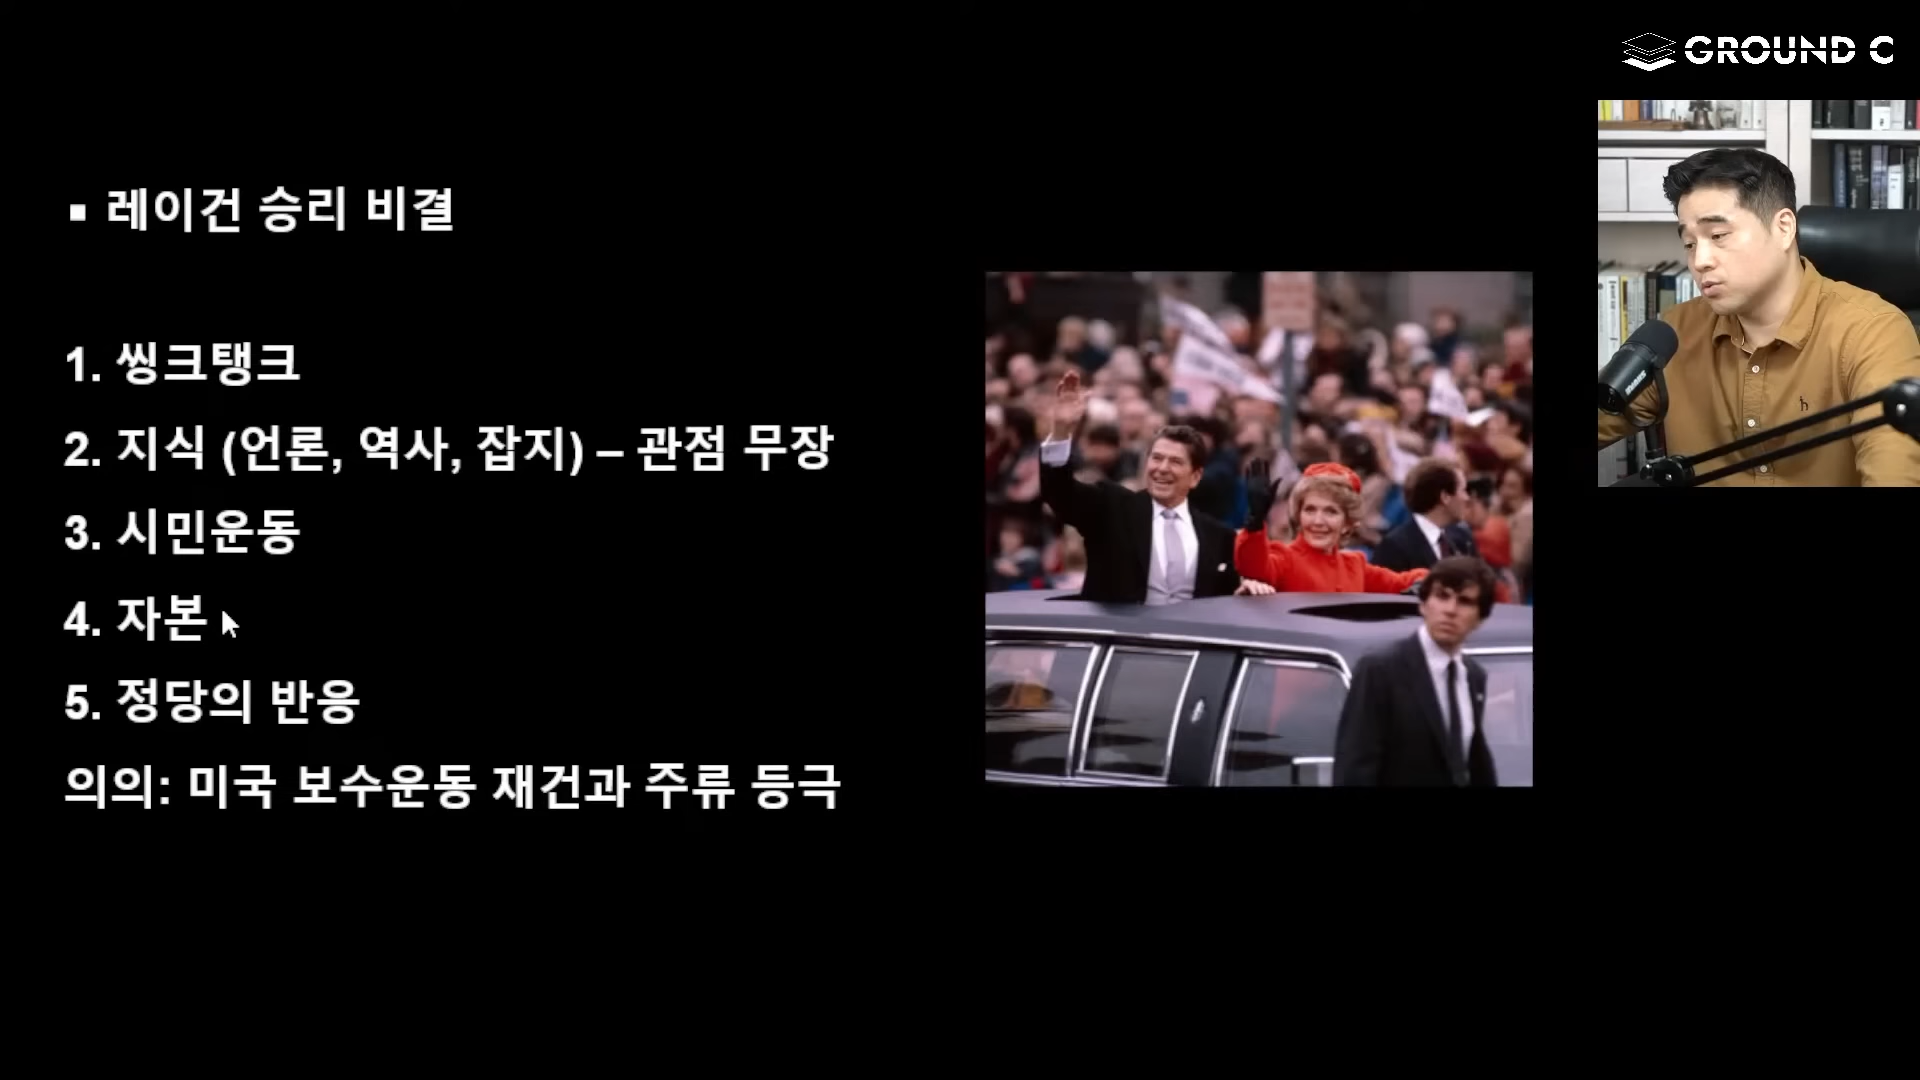 GROUND C
▪ 레이건 승리 비결
1. 씽크탱크
2. 지식 (언론, 역사, 잡지) – 관점 무장
3. 시민운동
4. 자본
5. 정당의 반응
의의: 미국 보수운동 재건과 주류 등극